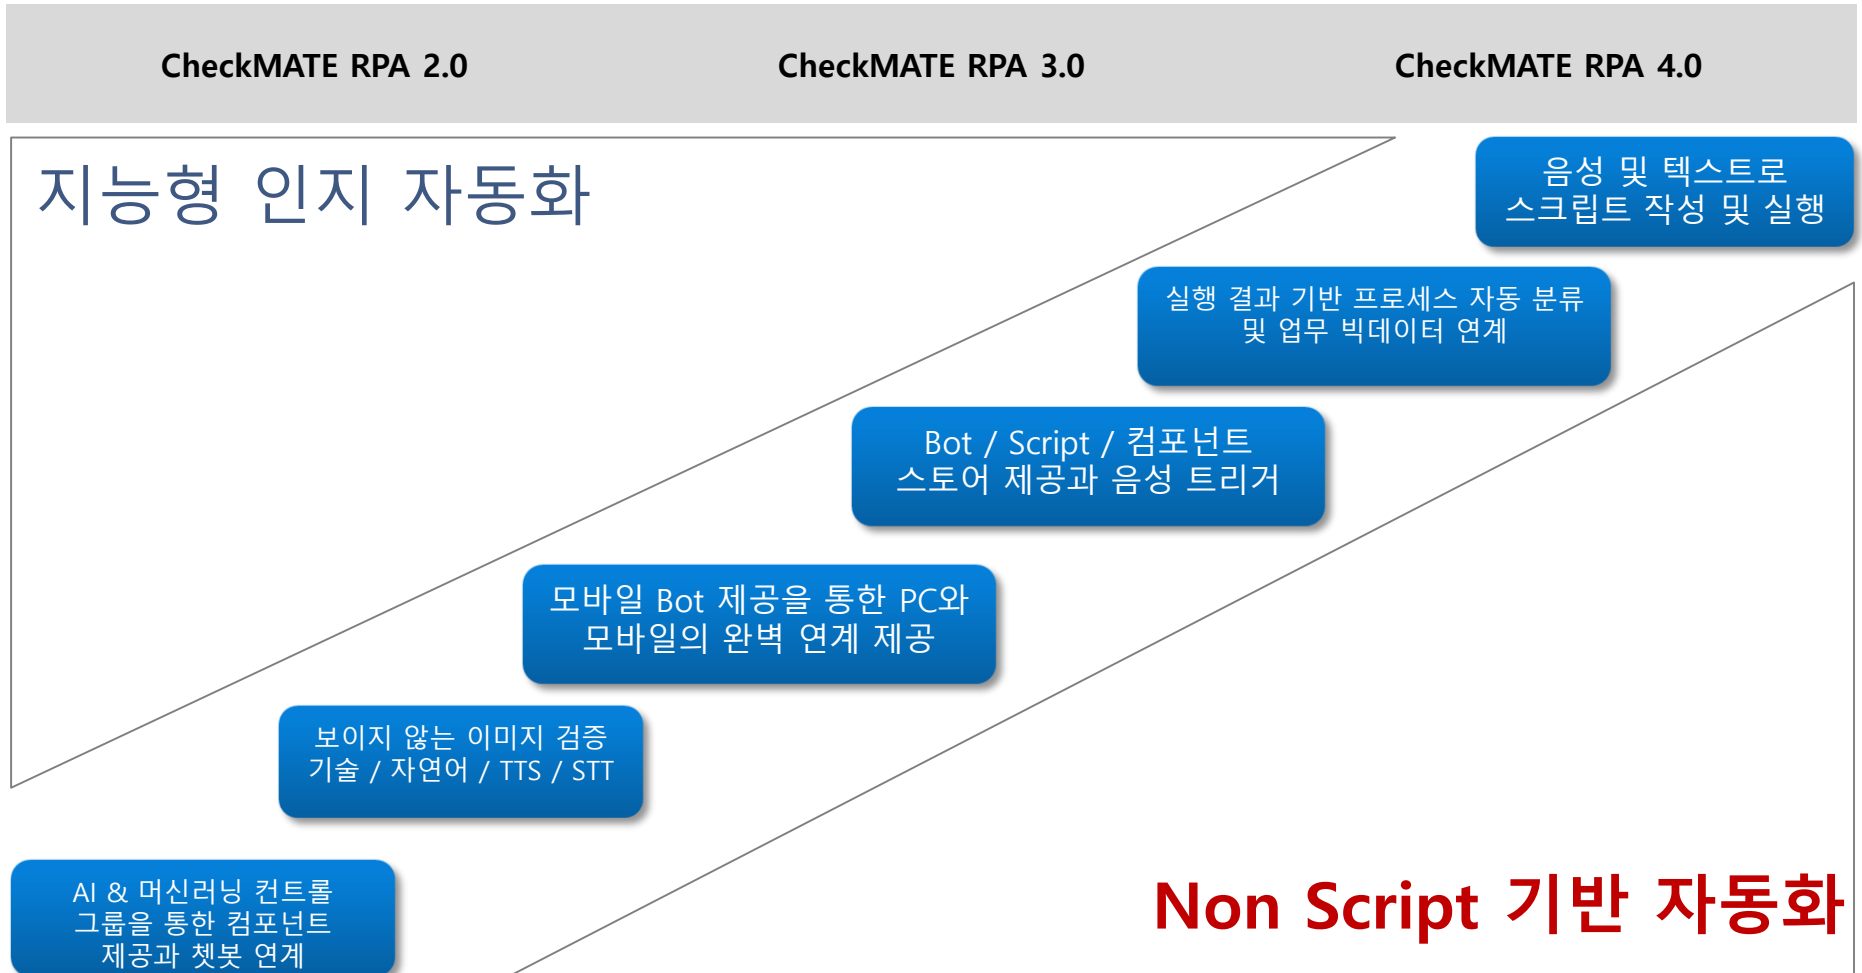 CheckMATE RPA 2.0
CheckMATE RPA 3.0
CheckMATE RPA 4.0
지능형 인지 자동화
음성 및 텍스트로
스크립트 작성 및 실행
실행 결과 기반 프로세스 자동 분류
및 업무 빅데이터 연계
Bot / Script / 컴포넌트
스토어 제공과 음성 트리거
모바일 Bot 제공을 통한 PC와
모바일의 완벽 연계 제공
보이지 않는 이미지 검증
기술 / 자연어 / TTS / STT
AI & 머신러닝 컨트롤
그룹을 통한 컴포넌트
제공과 쳇봇 연계
Non Script 기반 자동화